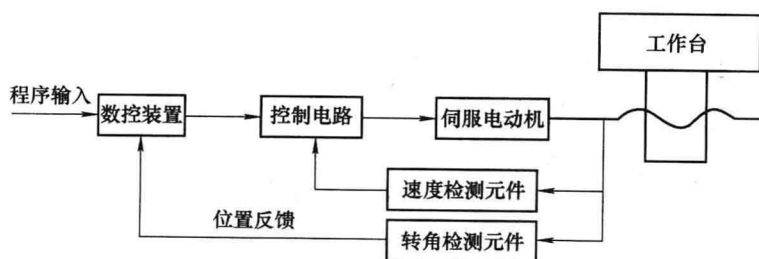 工作台
程序输入
数控装置
控制电路
伺服电动机
速度检测元件
位置反馈
转角检测元件